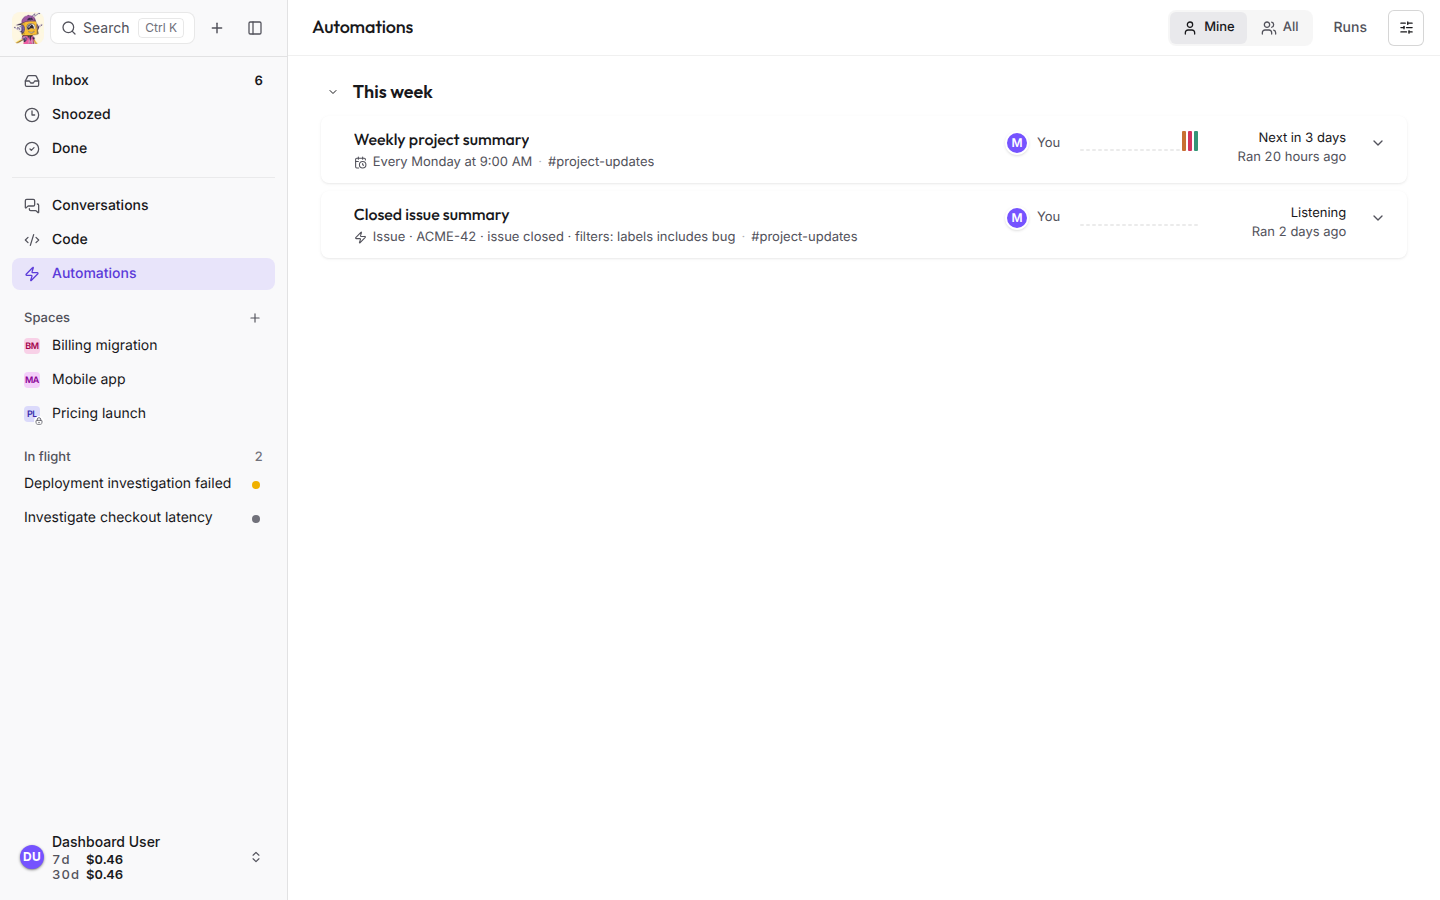 Search Ctrl K
Inbox 6
Snoozed
Done
Conversations
Code
Automations
Spaces
BM Billing migration
MA Mobile app
PL Pricing launch
In flight 2
Deployment investigation failed
Investigate checkout latency
DU Dashboard User
7d $0.46
30d $0.46
Automations
Mine All Runs
This week
Weekly project summary
Every Monday at 9:00 AM · #project-updates
M You
Next in 3 days
Ran 20 hours ago
Closed issue summary
Issue · ACME-42 · issue closed · filters: labels includes bug · #project-updates
M You
Listening
Ran 2 days ago